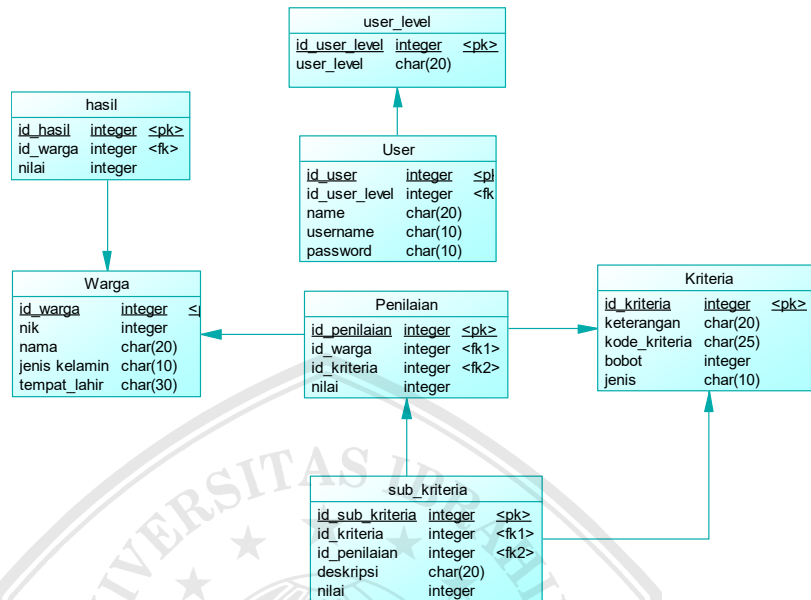 user_level
id_user_level integer <pk>
user_level char(20)
hasil
id_hasil integer <pk>
id_warga integer <fk>
nilai integer
User
id_user integer <pk
id_user_level integer <fk
name char(20)
username char(10)
password char(10)
Warga
id_warga integer <p
nik integer
nama char(20)
jenis kelamin char(10)
tempat_lahir char(30)
Penilaian
id_penilaian integer <pk>
id_warga integer <fk1>
id_kriteria integer <fk2>
nilai integer
Kriteria
id_kriteria integer <pk>
keterangan char(20)
kode_kriteria char(25)
bobot integer
jenis char(10)
sub_kriteria
id_sub_kriteria integer <pk>
id_kriteria integer <fk1>
id_penilaian integer <fk2>
deskripsi char(20)
nilai integer